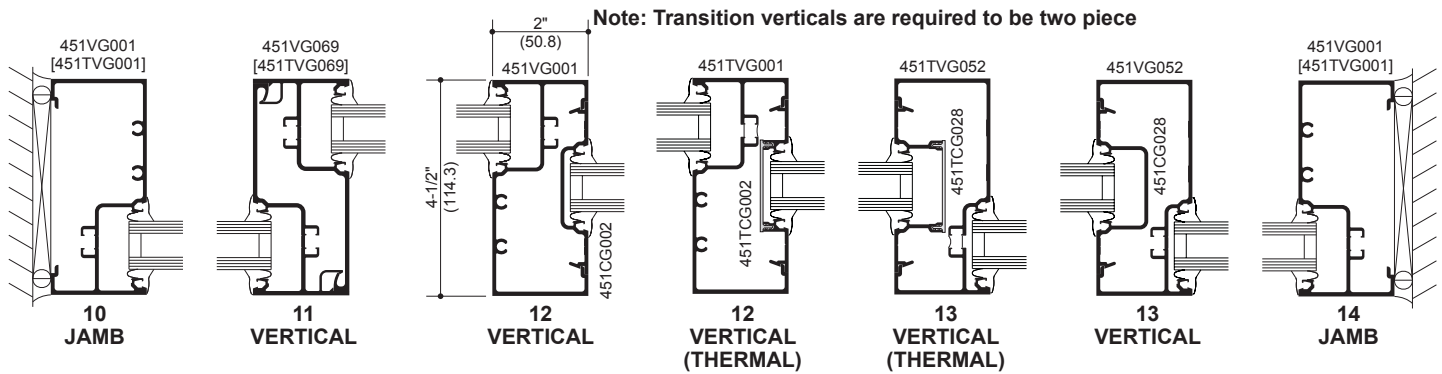 Note: Transition verticals are required to be two piece
451VG001
[451TVG001]
10
JAMB
451VG069
[451TVG069]
11
VERTICAL
2"
(50.8)
451VG001
4-1/2"
(114.3)
451CG002
12
VERTICAL
451TVG001
451TCG002
12
VERTICAL
(THERMAL)
451TVG052
451TCG028
13
VERTICAL
(THERMAL)
451VG052
451CG028
13
VERTICAL
451VG001
[451TVG001]
14
JAMB